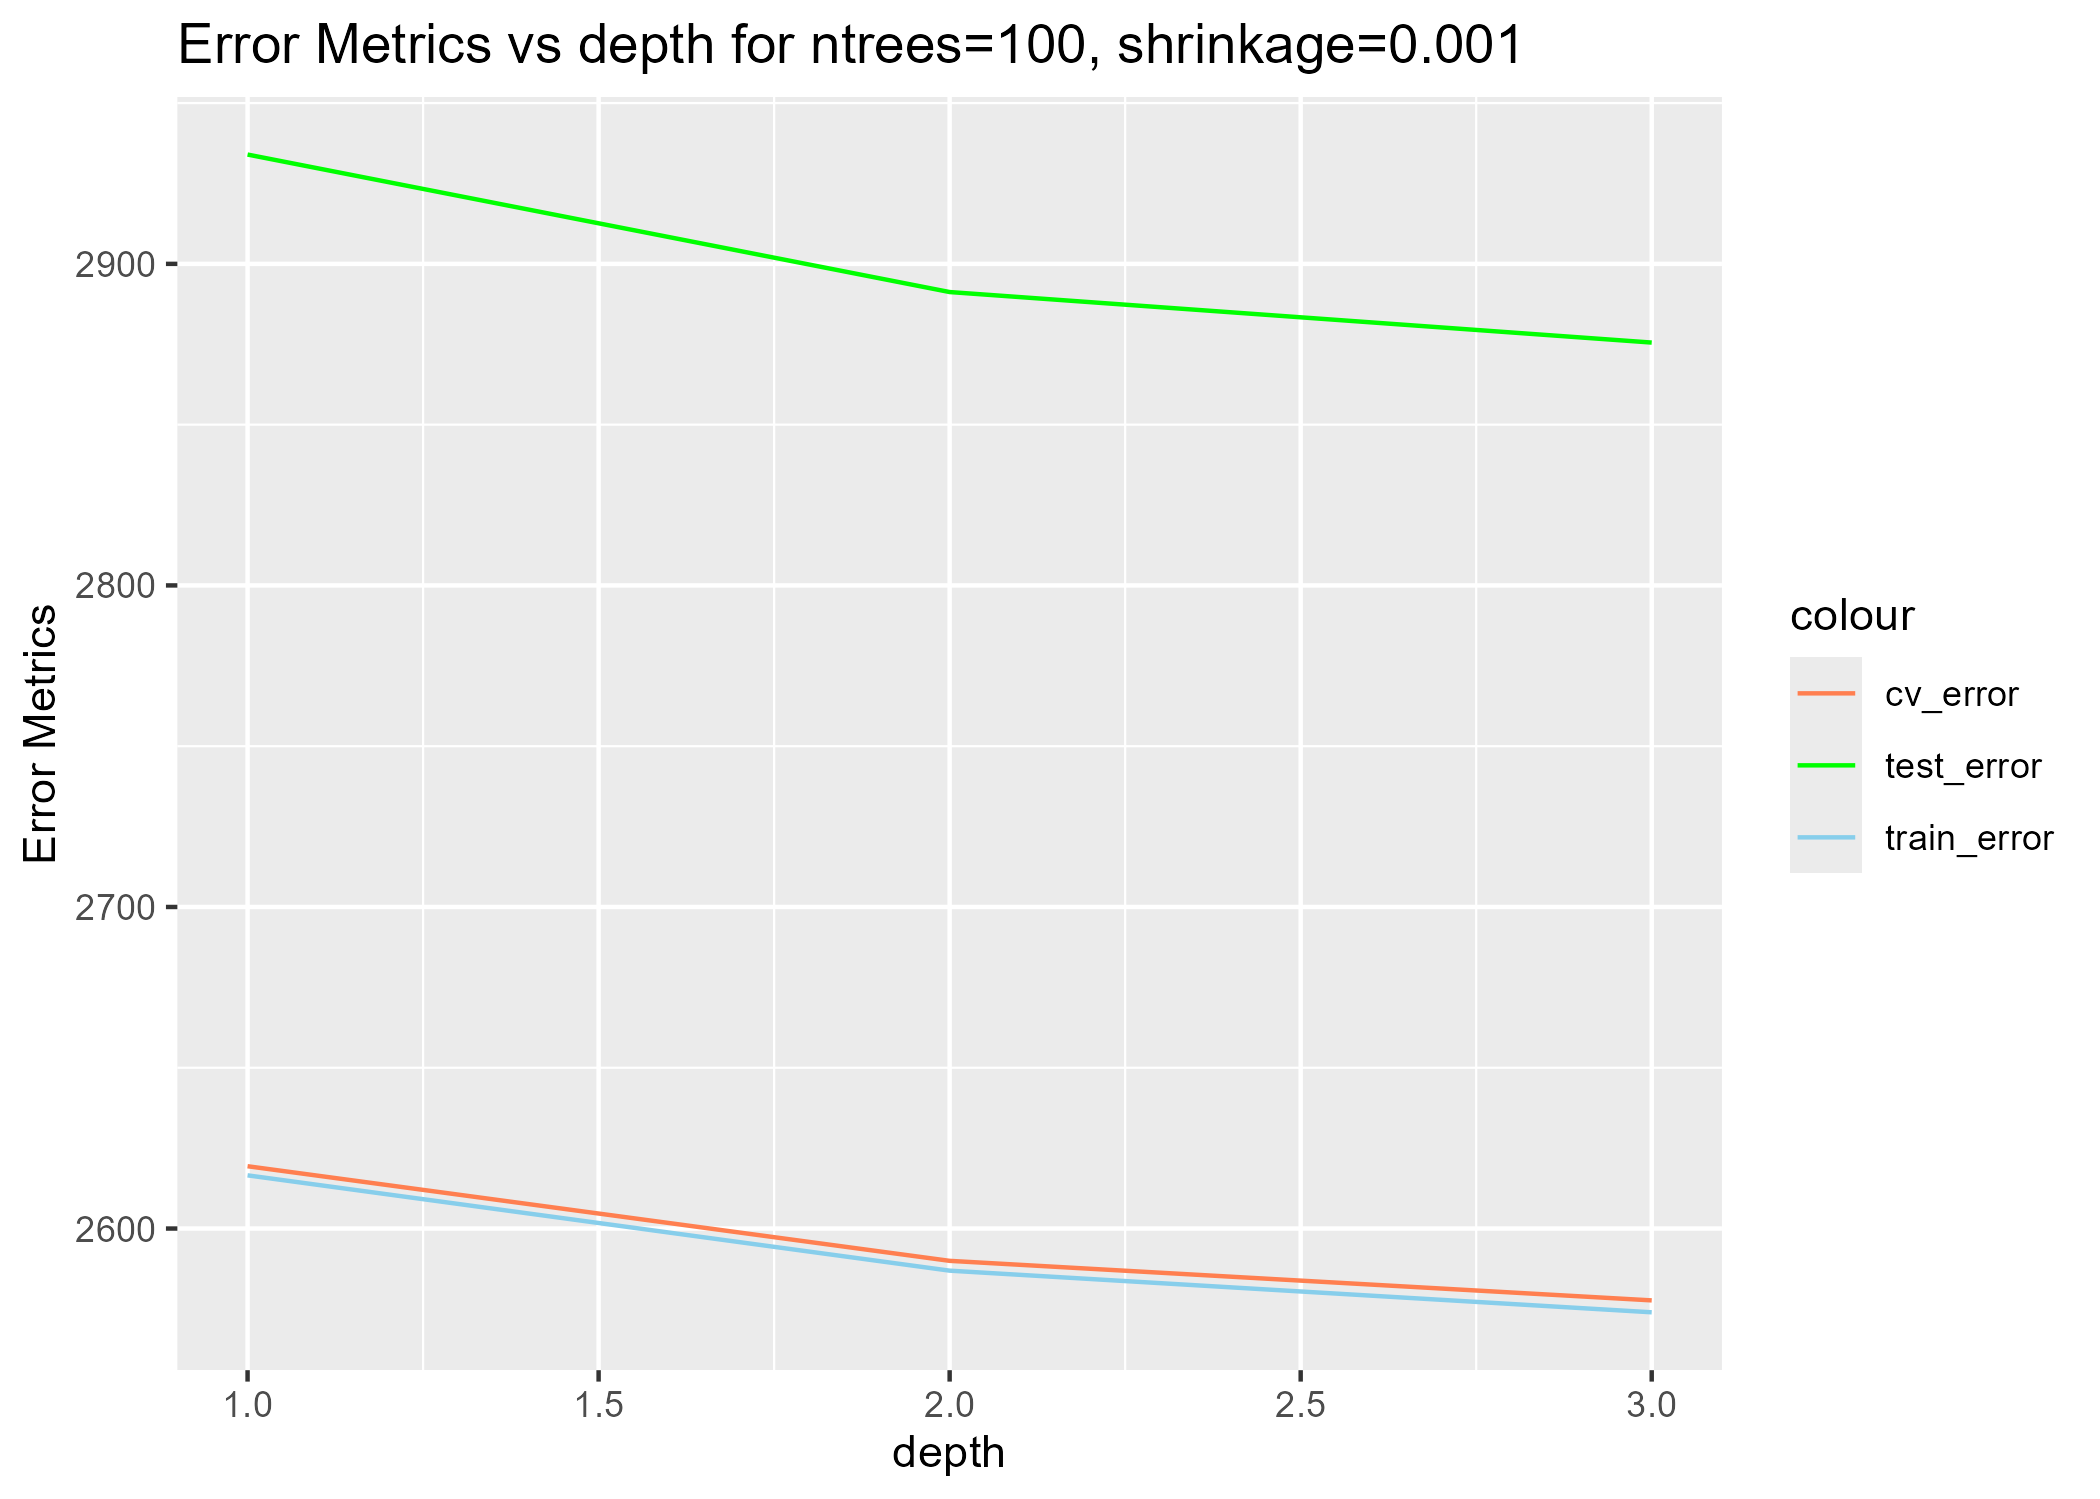 Error Metrics vs depth for ntrees=100, shrinkage=0.001
Error Metrics
2900
2800
2700
2600
1.0 1.5 2.0 2.5 3.0
depth
colour
cv_error
test_error
train_error